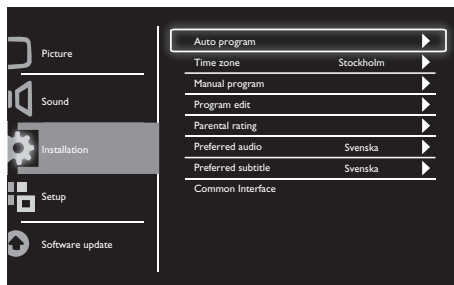 Picture
Sound
Installation
Setup
Software update
Auto program
Time zone Stockholm
Manual program
Program edit
Parental rating
Preferred audio Svenska
Preferred subtitle Svenska
Common Interface